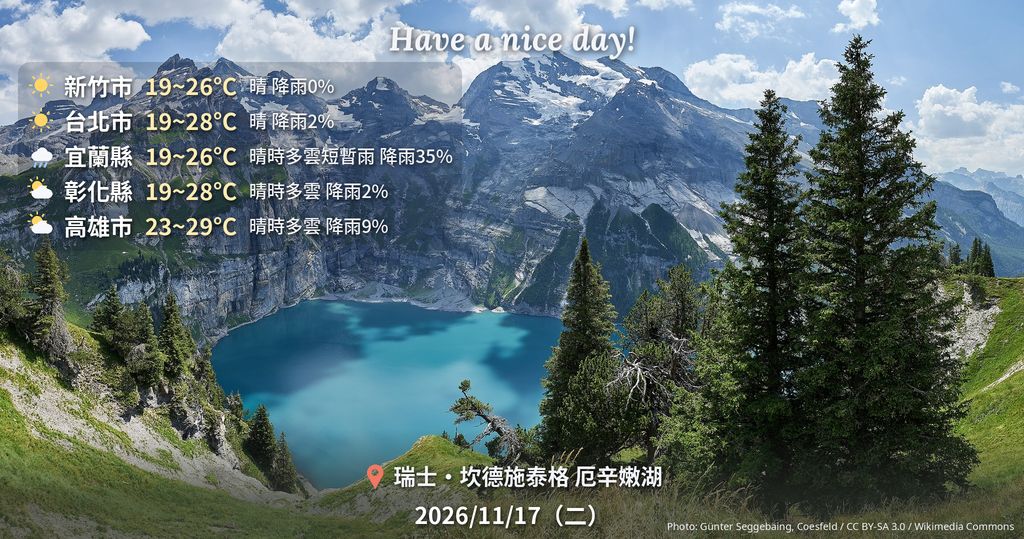 Have a nice day!
新竹市 19~26°C 晴 降雨0%
台北市 19~28°C 晴 降雨2%
宜蘭縣 19~26°C 晴時多雲短暫雨 降雨35%
彰化縣 19~28°C 晴時多雲 降雨2%
高雄市 23~29°C 晴時多雲 降雨9%
瑞士・坎德施泰格 厄辛嫩湖
2026/11/17（二）
Photo: Günter Seggebäing, Coesfeld / CC BY-SA 3.0 / Wikimedia Commons